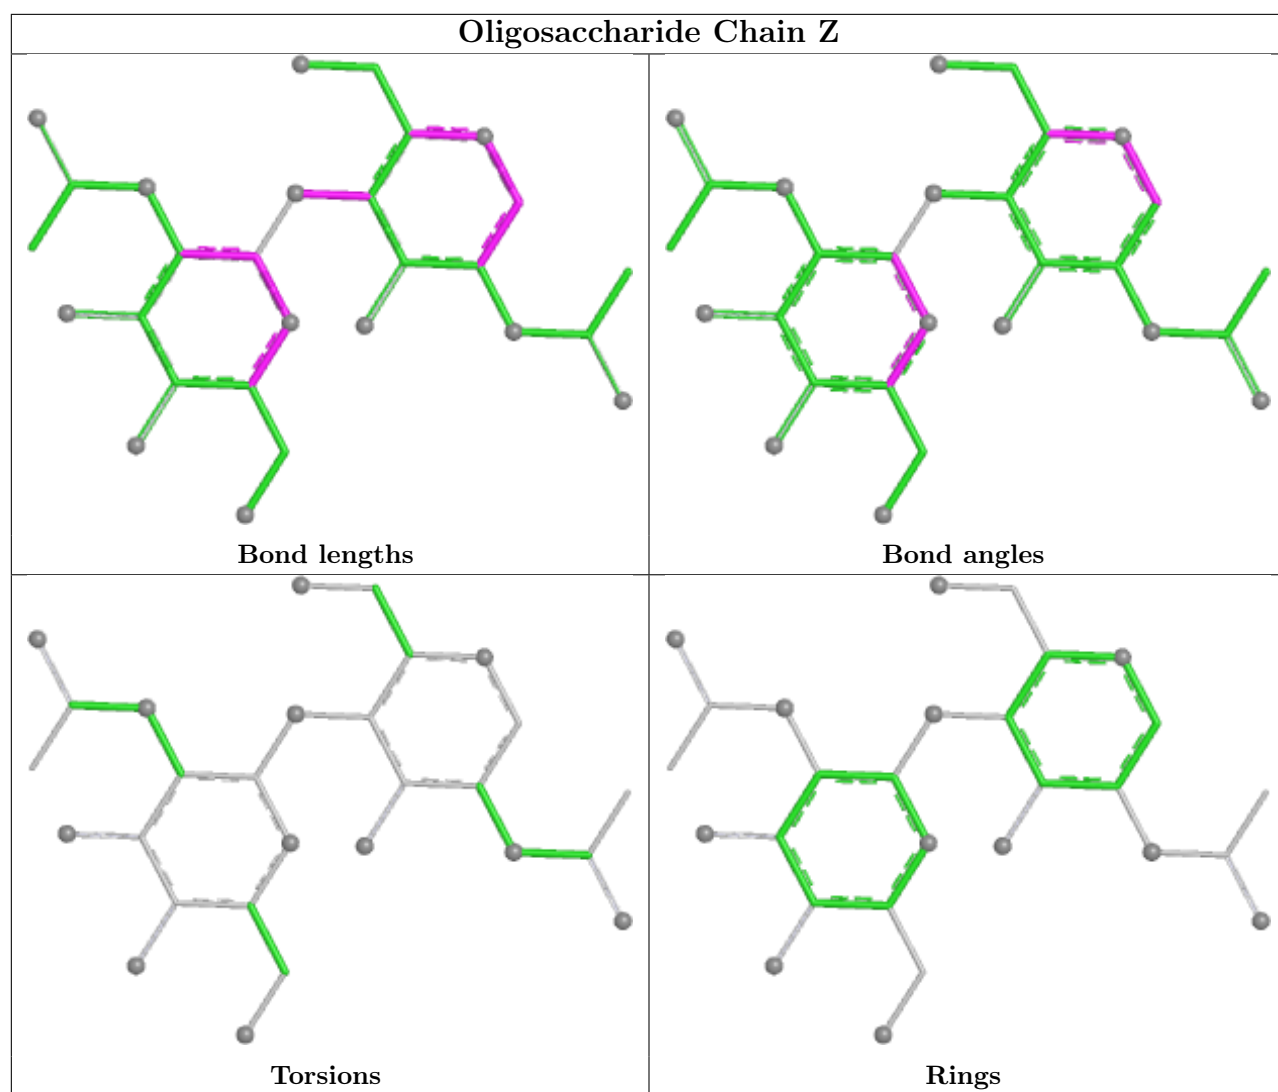 Oligosaccharide Chain Z
Bond lengths
Bond angles
Torsions
Rings